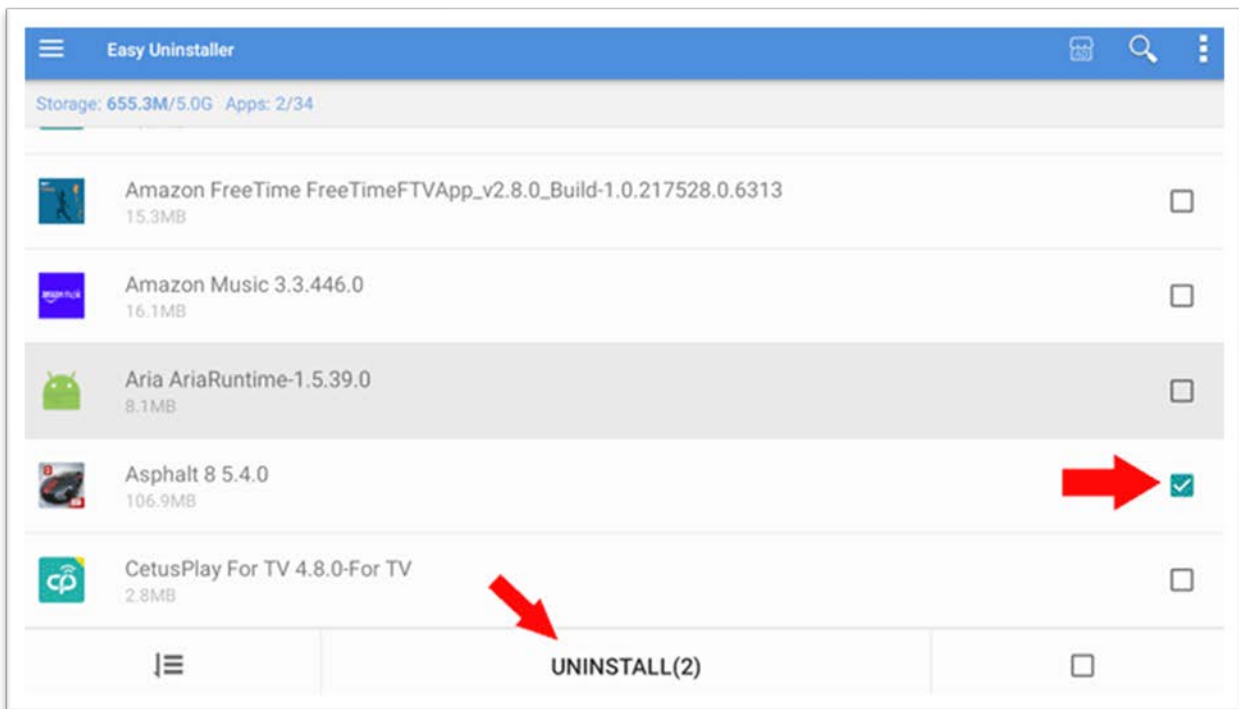 Easy Uninstaller
AD
Storage: 655.3M/5.0G Apps: 2/34
Amazon FreeTime FreeTimeFTVApp_v2.8.0_Build-1.0.217528.0.6313
15.3MB
Amazon Music 3.3.446.0
16.1MB
Aria AriaRuntime-1.5.39.0
8.1MB
Asphalt 8 5.4.0
106.9MB
CetusPlay For TV 4.8.0-For TV
2.8MB
UNINSTALL(2)